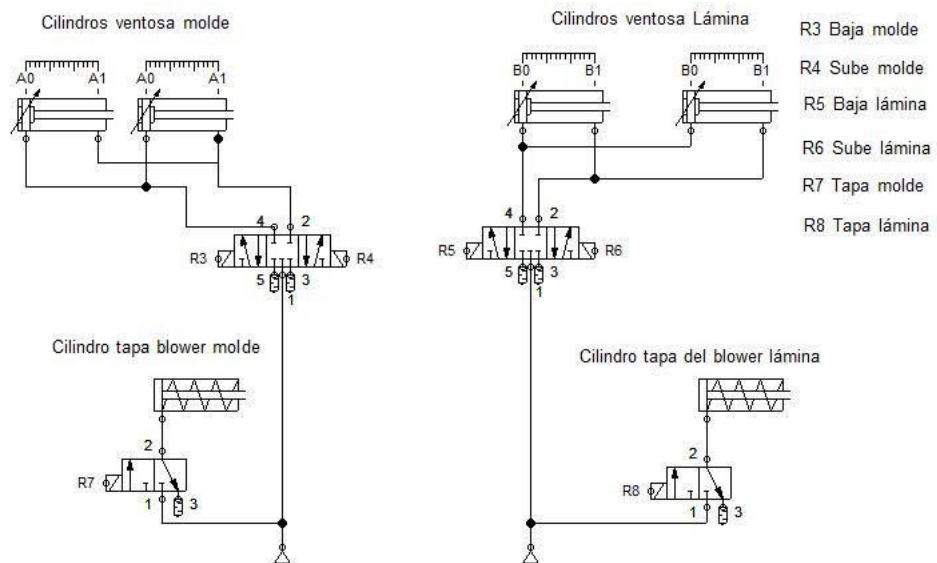 Cilindros ventosa molde
Cilindros ventosa Lámina
R3 Baja molde
R4 Sube molde
R5 Baja lámina
R6 Sube lámina
R7 Tapa molde
R8 Tapa lámina
A0 A1 A0 A1
B0 B1 B0 B1
4 2
R3 R4
5 3
1
4 2
R5 R6
5 3
1
Cilindro tapa blower molde
Cilindro tapa del blower lámina
2
R7
1 3
2
R8
1 3